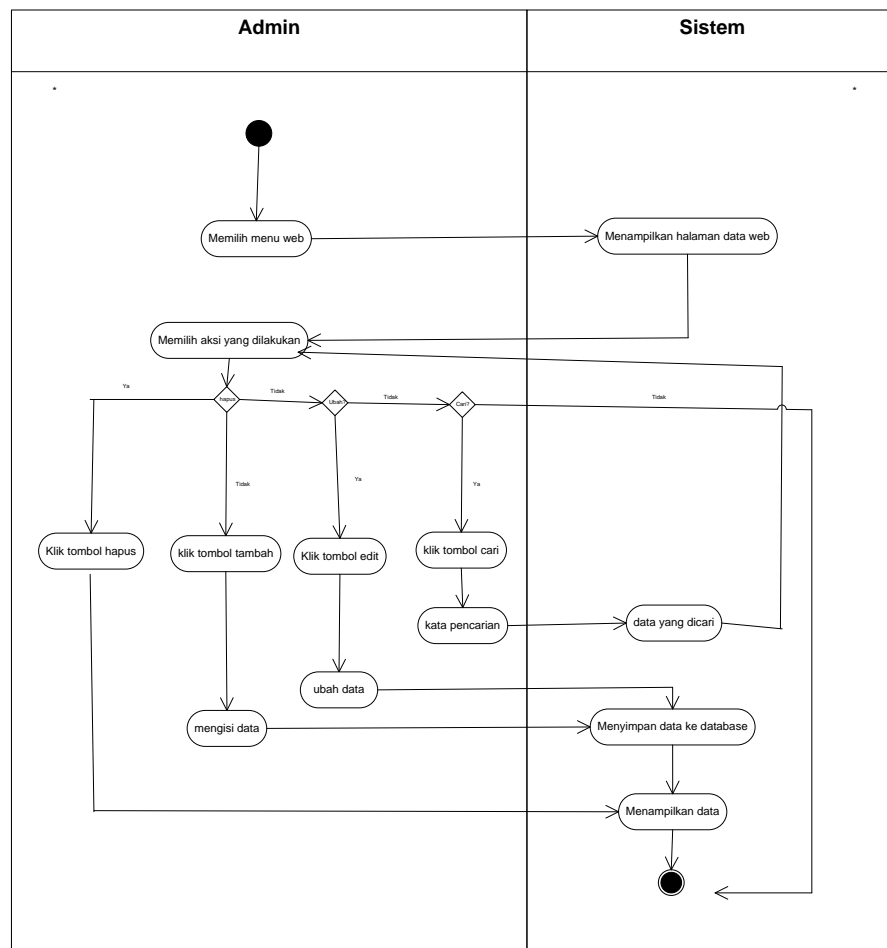 Admin
Sistem
* *
Memilih menu web
Menampilkan halaman data web
Memilih aksi yang dilakukan
Ya
hapus
Tidak
Ubah?
Tidak
Cari?
Tidak
Tidak
Ya
Ya
Klik tombol hapus
klik tombol tambah
Klik tombol edit
klik tombol cari
kata pencarian
data yang dicari
ubah data
mengisi data
Menyimpan data ke database
Menampilkan data